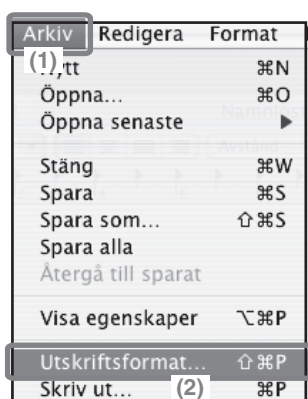 Arkiv Redigera Format
(1)
Nytt ⌘N
Öppna... ⌘O
Öppna senaste ▶
Stäng ⌘W
Spara ⌘S
Spara som... ⇧⌘S
Spara alla
Återgå till sparat
Visa egenskaper ⌥⌘P
Utskriftsformat... ⇧⌘P
Skriv ut... (2) ⌘P